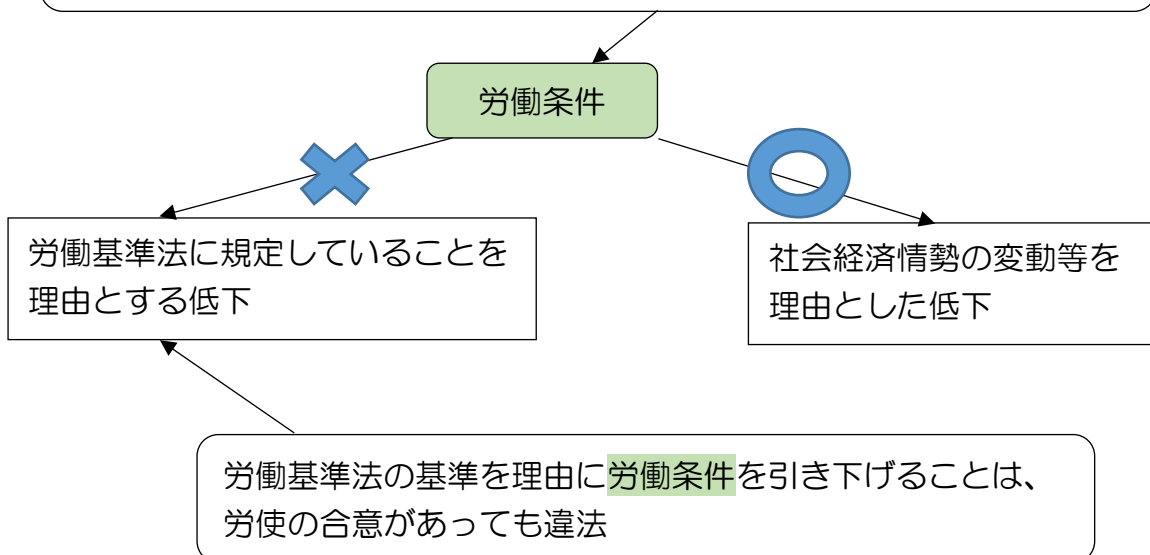 労働条件
労働基準法に規定していることを
理由とする低下
社会経済情勢の変動等を
理由とした低下
労働基準法の基準を理由に労働条件を引き下げることは、
労使の合意があっても違法